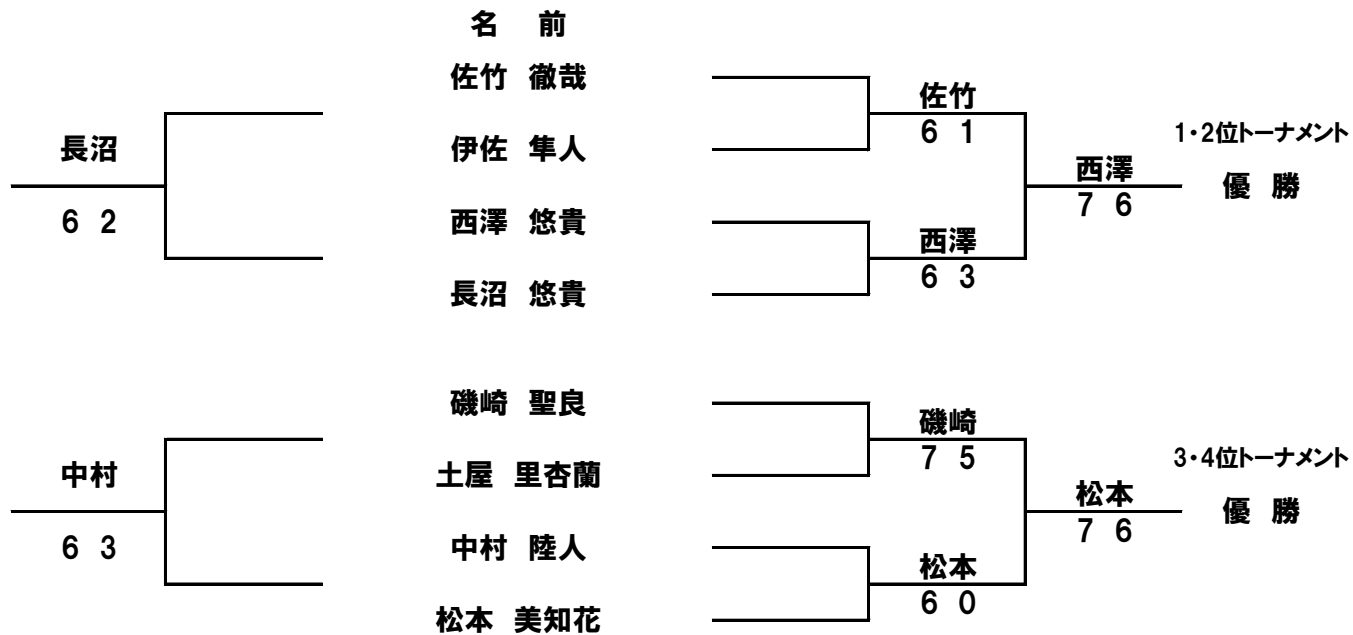 名 前
佐竹 徹哉
伊佐 隼人
西澤 悠貴
長沼 悠貴
長沼
6 2
佐竹
6 1
西澤
6 3
西澤
7 6
1・2位トーナメント
優 勝
磯崎 聖良
土屋 里杏蘭
中村 陸人
松本 美知花
中村
6 3
磯崎
7 5
松本
6 0
松本
7 6
3・4位トーナメント
優 勝